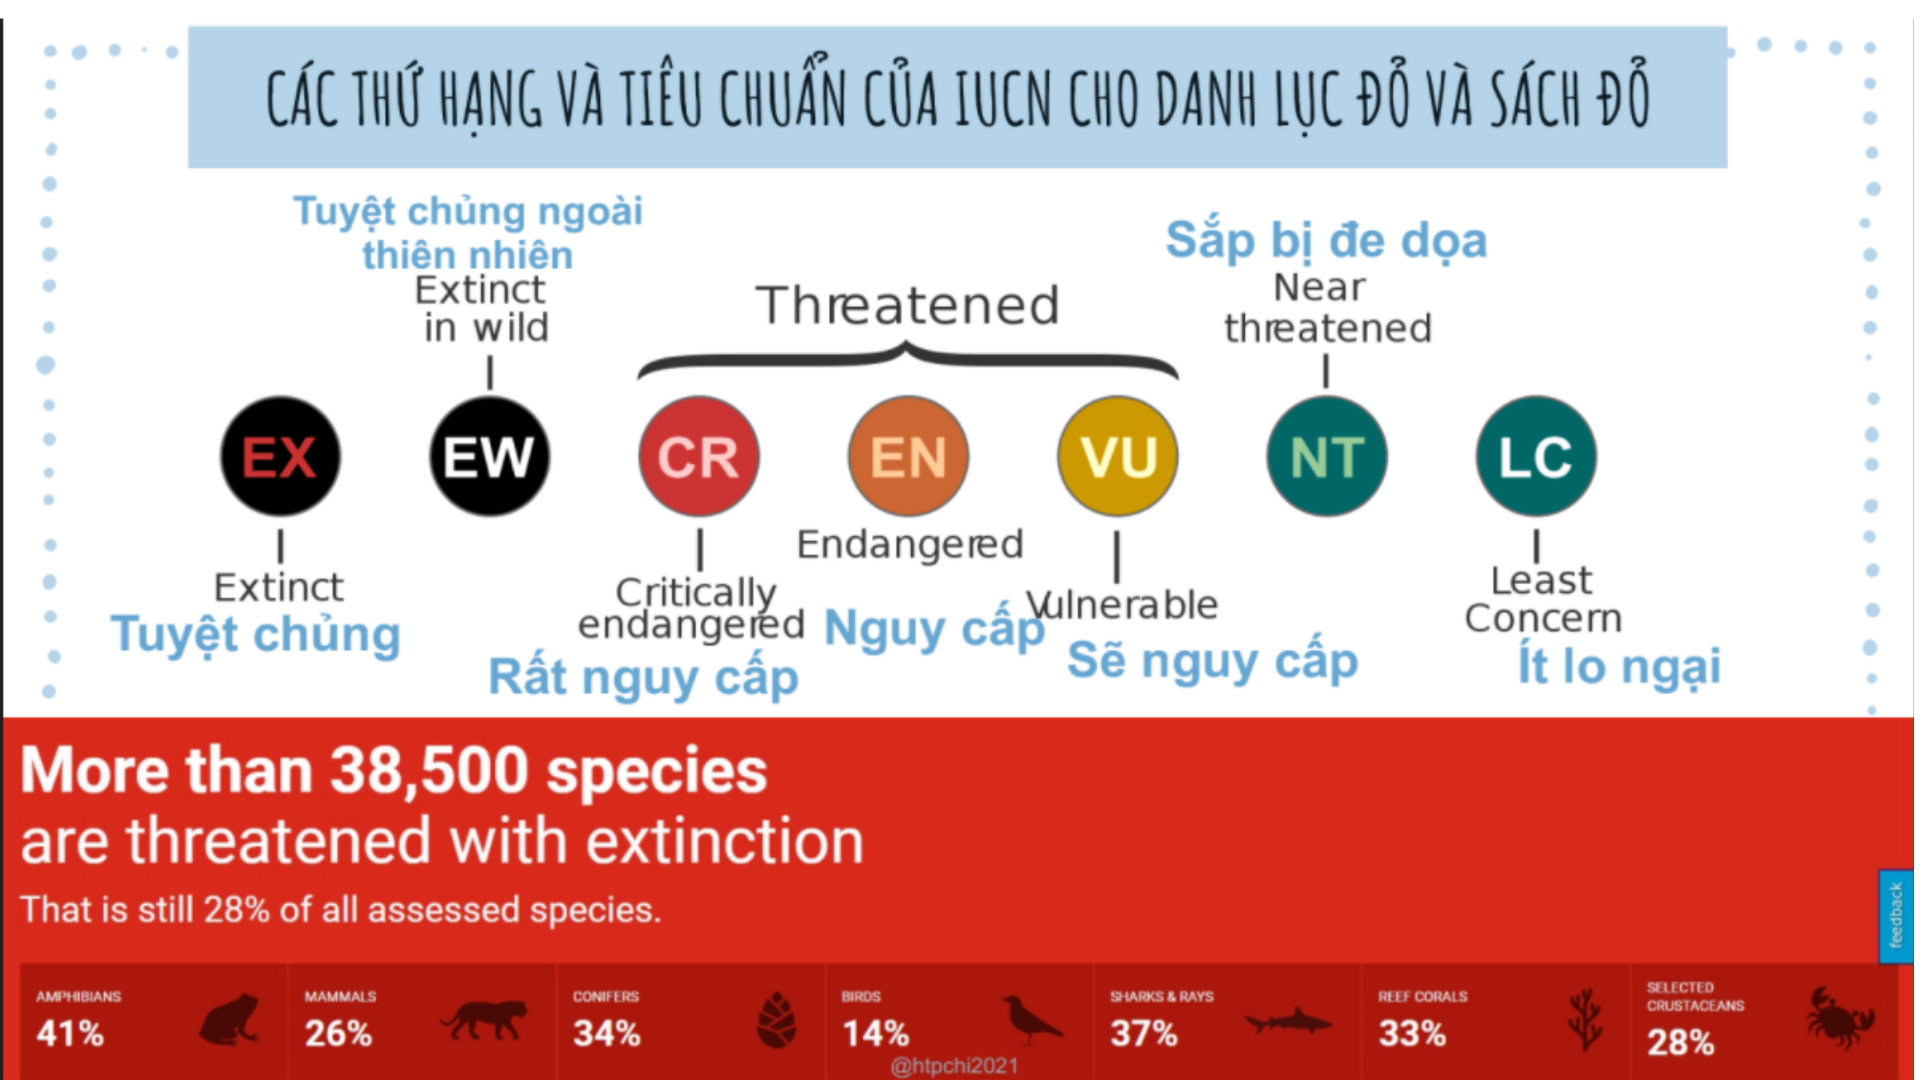 CÁC THỨ HẠNG VÀ TIÊU CHUẨN CỦA IUCN CHO DANH LỤC ĐỎ VÀ SÁCH ĐỎ
Tuyệt chủng ngoài
thiên nhiên
Extinct
in wild
Threatened
Sắp bị đe dọa
Near
threatened
EX
EW
CR
EN
VU
NT
LC
Extinct
Tuyệt chủng
Critically
endangered
Rất nguy cấp
Endangered
Nguy cấp
Vulnerable
Sẽ nguy cấp
Least
Concern
Ít lo ngại
More than 38,500 species
are threatened with extinction
That is still 28% of all assessed species.
feedback
AMPHIBIANS
41%
MAMMALS
26%
CONIFERS
34%
BIRDS
14%
SHARKS & RAYS
37%
REEF CORALS
33%
SELECTED
CRUSTACEANS
28%
@htpchi2021